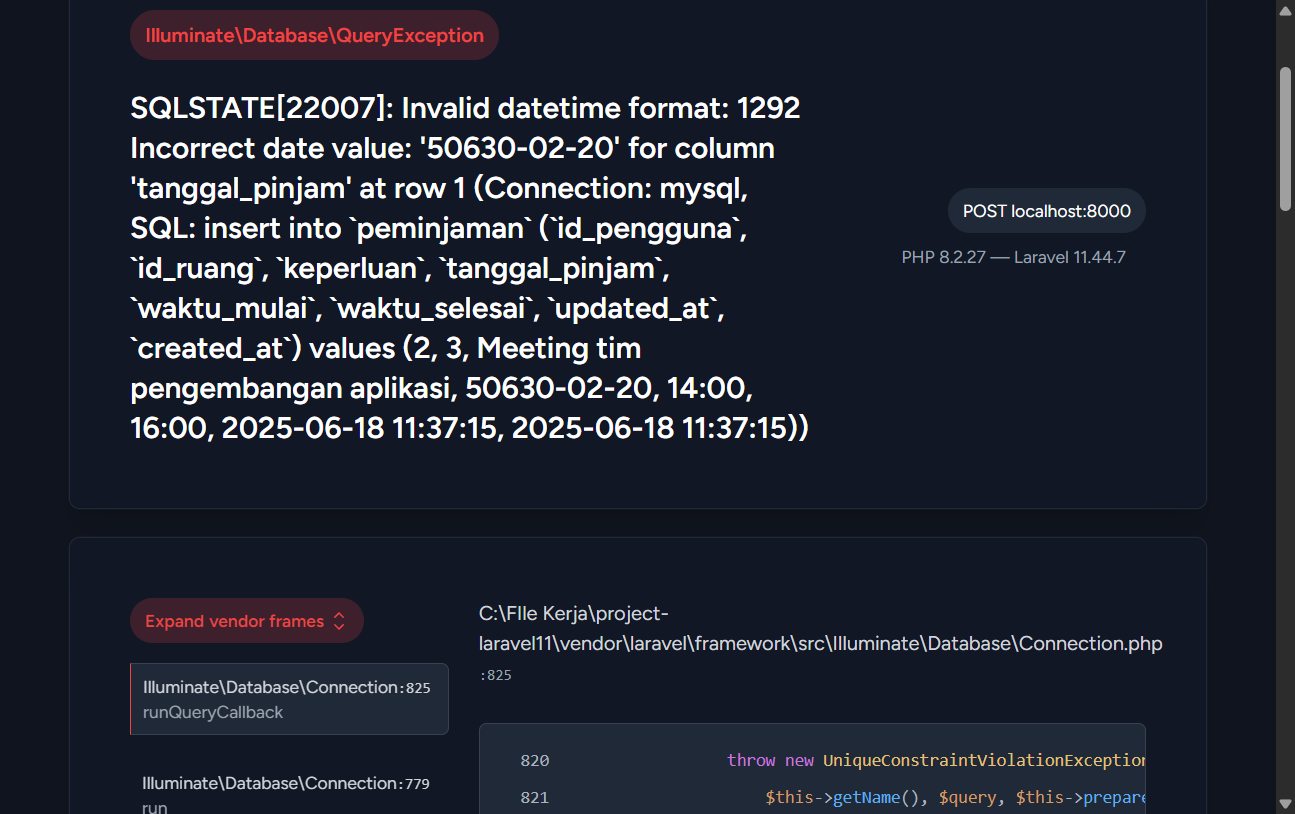 Illuminate\Database\QueryException
SQLSTATE[22007]: Invalid datetime format: 1292
Incorrect date value: '50630-02-20' for column
'tanggal_pinjam' at row 1 (Connection: mysql,
SQL: insert into `peminjaman` (`id_pengguna`,
`id_ruang`, `keperluan`, `tanggal_pinjam`,
`waktu_mulai`, `waktu_selesai`, `updated_at`,
`created_at`) values (2, 3, Meeting tim
pengembangan aplikasi, 50630-02-20, 14:00,
16:00, 2025-06-18 11:37:15, 2025-06-18 11:37:15))
POST localhost:8000
PHP 8.2.27 — Laravel 11.44.7
Expand vendor frames
Illuminate\Database\Connection:825
runQueryCallback
Illuminate\Database\Connection:779
run
C:\FIle Kerja\project-
laravel11\vendor\laravel\framework\src\Illuminate\Database\Connection.php
:825
820 throw new UniqueConstraintViolationException
821 $this->getName(), $query, $this->prepare